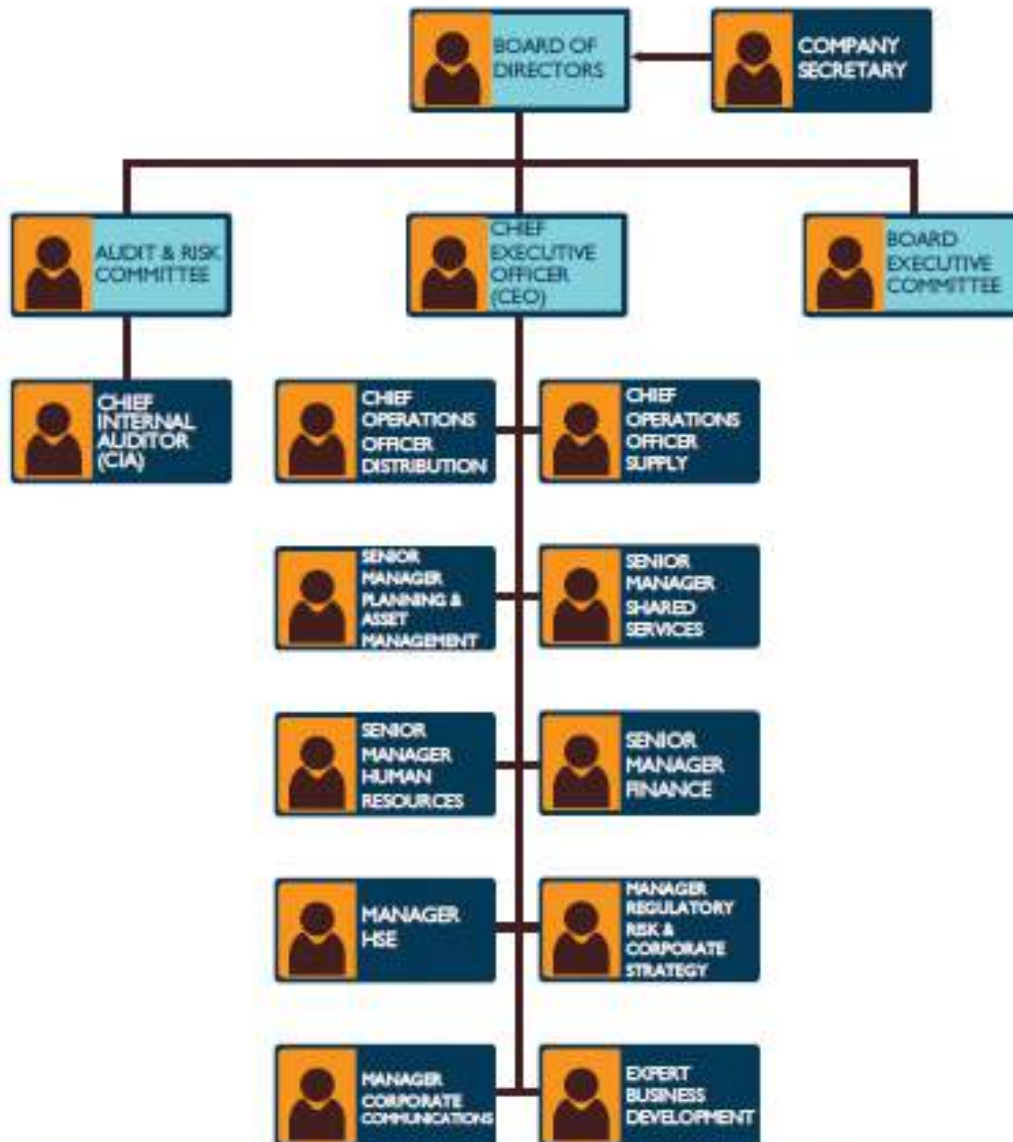 BOARD OF
DIRECTORS
COMPANY
SECRETARY
AUDIT & RISK
COMMITTEE
CHIEF
EXECUTIVE
OFFICER
(CEO)
BOARD
EXECUTIVE
COMMITTEE
CHIEF
INTERNAL
AUDITOR
(CIA)
CHIEF
OPERATIONS
OFFICER
DISTRIBUTION
CHIEF
OPERATIONS
OFFICER
SUPPLY
SENIOR
MANAGER
PLANNING &
ASSET
MANAGEMENT
SENIOR
MANAGER
SHARED
SERVICES
SENIOR
MANAGER
HUMAN
RESOURCES
SENIOR
MANAGER
FINANCE
MANAGER
HSE
MANAGER
REGULATORY
RISK &
CORPORATE
STRATEGY
MANAGER
CORPORATE
COMMUNICATIONS
EXPERT
BUSINESS
DEVELOPMENT